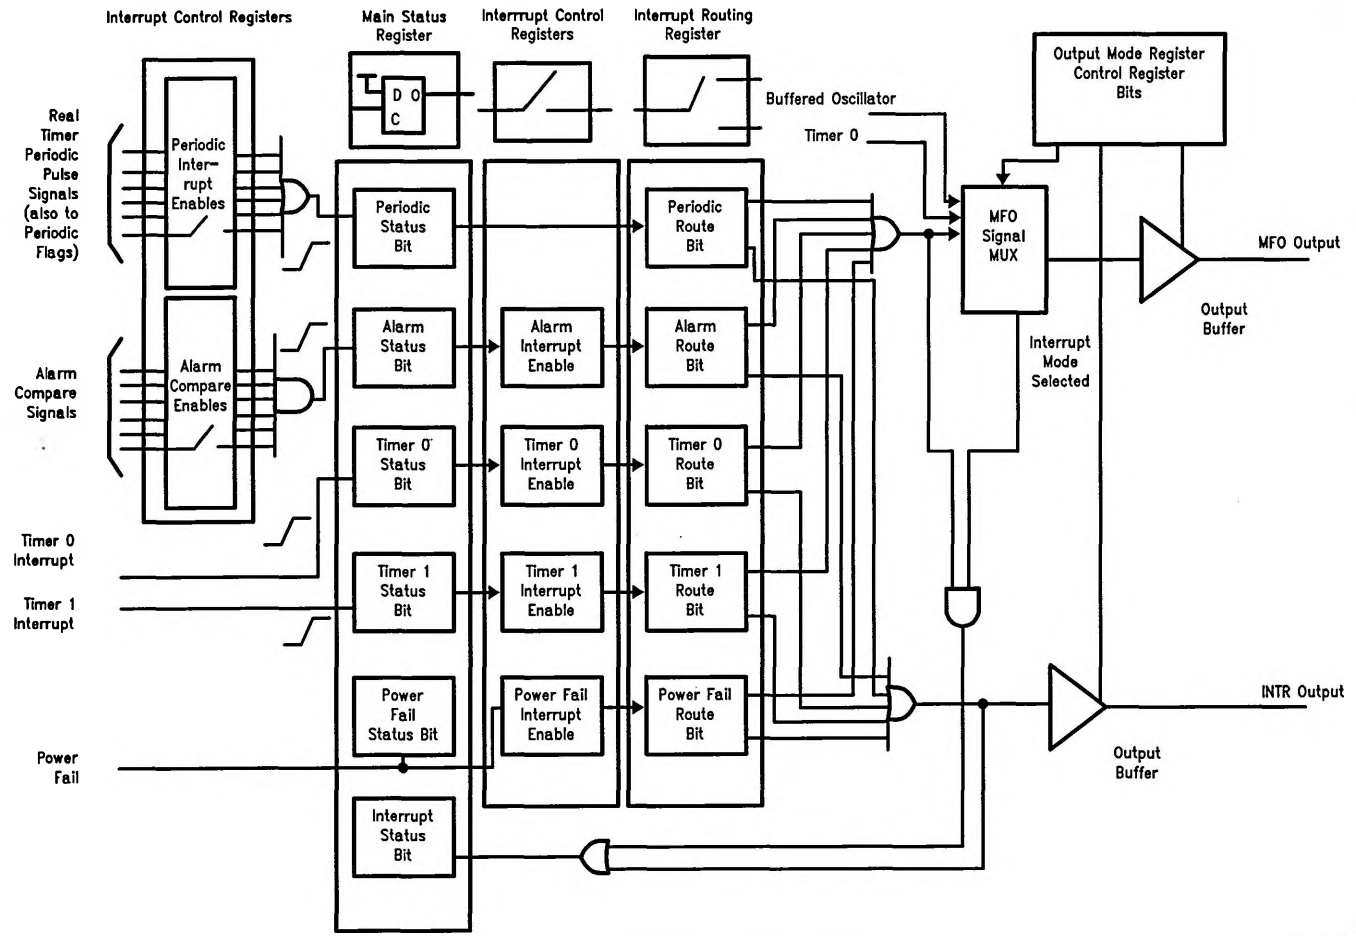 Interrupt Control Registers
Main Status
Register
Interrrupt Control
Registers
Interrupt Routing
Register
Output Mode Register
Control Register
Bits
D O
C
Buffered Oscillator
Timer 0
Real
Timer
Periodic
Pulse
Signals
(also to
Periodic
Flags)
Periodic
Inter-
rupt
Enables
Periodic
Status
Bit
Periodic
Route
Bit
MFO
Signal
MUX
MFO Output
Output
Buffer
Interrupt
Mode
Selected
Alarm
Compare
Signals
Alarm
Compare
Enables
Alarm
Status
Bit
Alarm
Interrupt
Enable
Alarm
Route
Bit
Timer 0
Status
Bit
Timer 0
Interrupt
Enable
Timer 0
Route
Bit
Timer 0
Interrupt
Timer 1
Interrupt
Timer 1
Status
Bit
Timer 1
Interrupt
Enable
Timer 1
Route
Bit
Power
Fail
Status Bit
Power Fail
Interrupt
Enable
Power Fail
Route
Bit
INTR Output
Output
Buffer
Power
Fail
Interrupt
Status
Bit